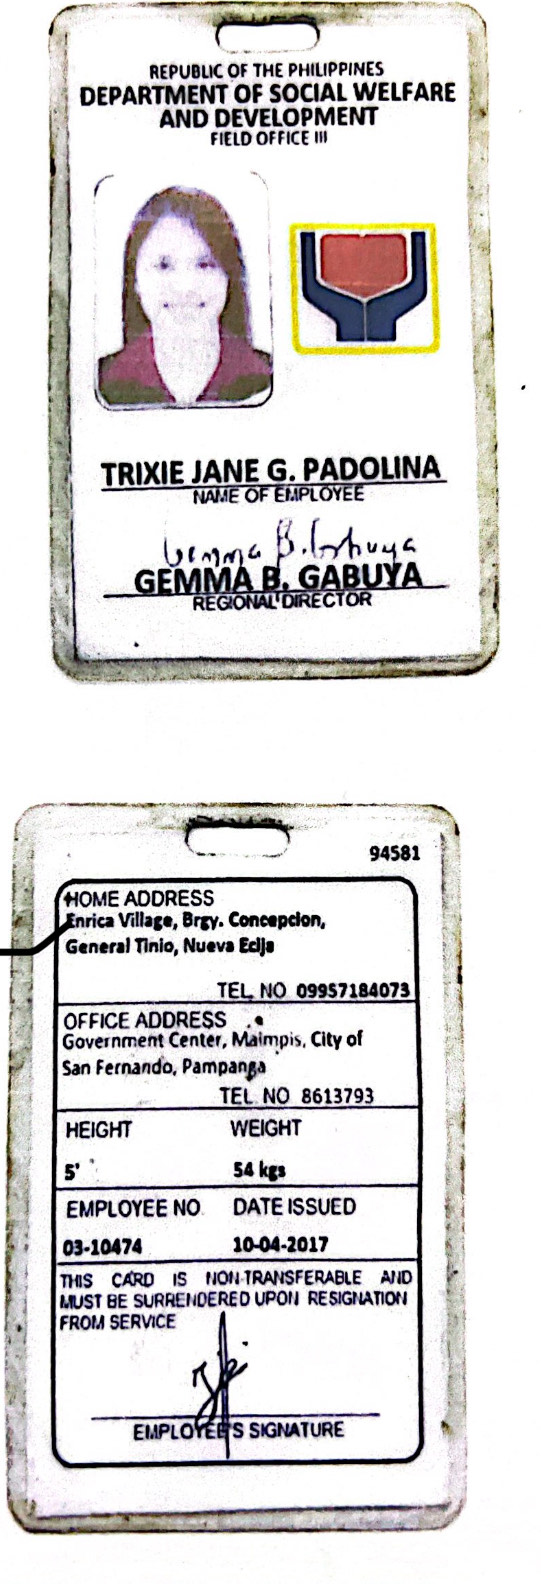 REPUBLIC OF THE PHILIPPINES
DEPARTMENT OF SOCIAL WELFARE
AND DEVELOPMENT
FIELD OFFICE III
TRIXIE JANE G. PADOLINA
NAME OF EMPLOYEE
Gemma B. Gabuya
GEMMA B. GABUYA
REGIONAL DIRECTOR
94581
HOME ADDRESS
Enrica Village, Brgy. Concepcion,
General Tinio, Nueva Ecija
TEL. NO 09957184073
OFFICE ADDRESS
Government Center, Maimpis, City of
San Fernando, Pampanga
TEL. NO 8613793
HEIGHT WEIGHT
5' 54 kgs
EMPLOYEE NO. DATE ISSUED
03-10474 10-04-2017
THIS CARD IS NON-TRANSFERABLE AND
MUST BE SURRENDERED UPON RESIGNATION
FROM SERVICE
EMPLOYEE'S SIGNATURE